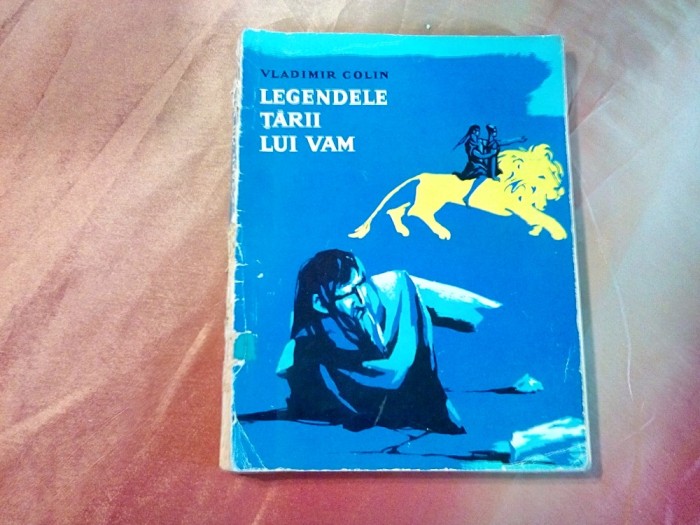 VLADIMIR COLIN
LEGENDELE
ȚĂRII
LUI VAM